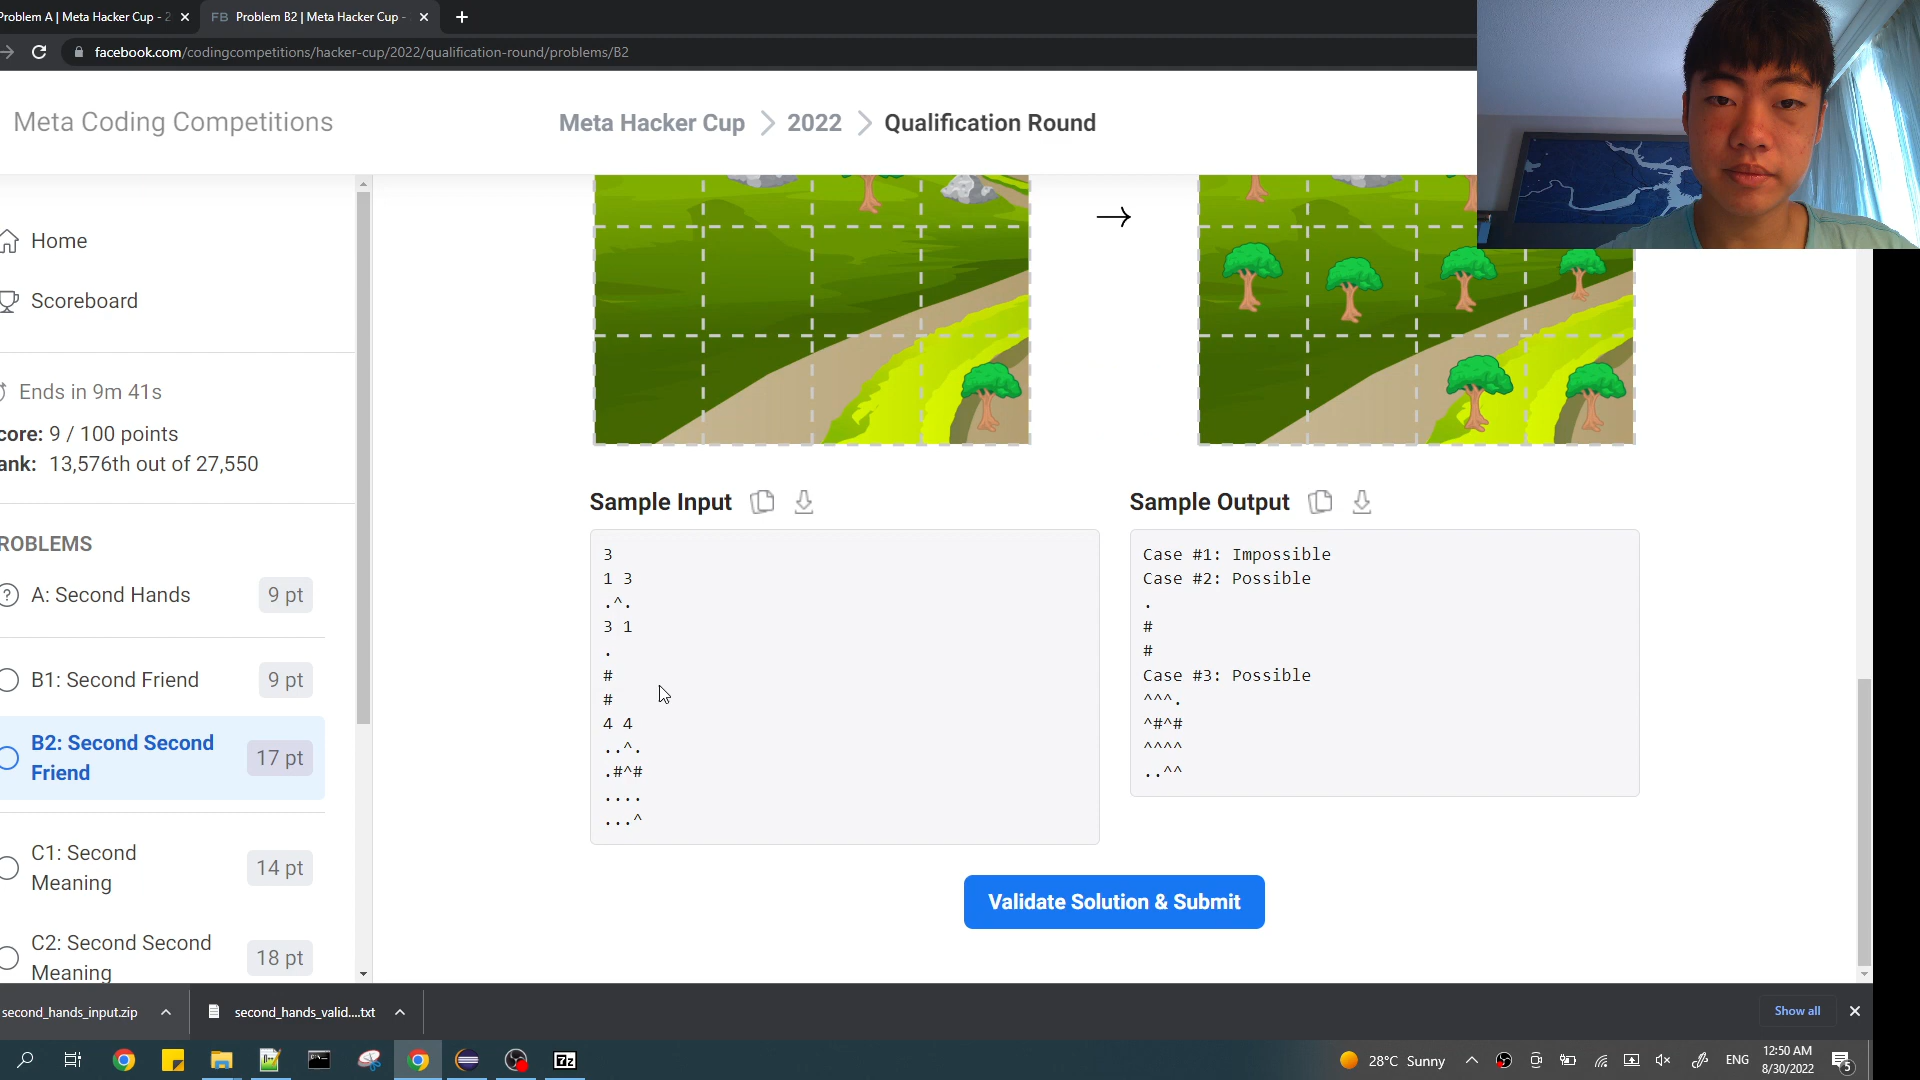 Problem A | Meta Hacker Cup - 2
FB Problem B2 | Meta Hacker Cup -
facebook.com/codingcompetitions/hacker-cup/2022/qualification-round/problems/B2
Meta Coding Competitions
Meta Hacker Cup
2022
Qualification Round
Home
Scoreboard
Ends in 9m 41s
core: 9 / 100 points
ank: 13,576th out of 27,550
ROBLEMS
A: Second Hands
9 pt
B1: Second Friend
9 pt
B2: Second Second
Friend
17 pt
C1: Second
Meaning
14 pt
C2: Second Second
Meaning
18 pt
Sample Input
3
1 3
.^.
3 1
.
#
#
4 4
..^.
.#^#
....
...^
Sample Output
Case #1: Impossible
Case #2: Possible
.
#
#
Case #3: Possible
^^^.
^#^#
^^^^
..^^
Validate Solution & Submit
second_hands_input.zip
second_hands_valid....txt
Show all
7z
28°C Sunny
ENG
12:50 AM
8/30/2022
5